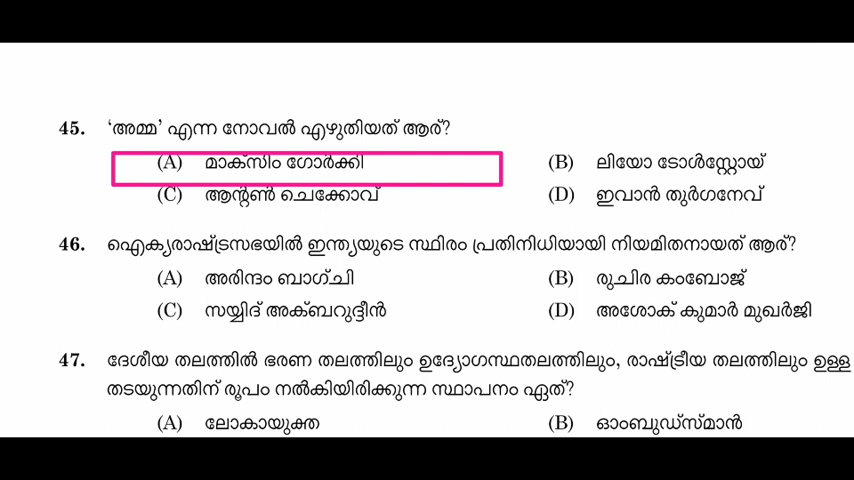 45. ‘അമ്മ’ എന്ന നോവൽ എഴുതിയത് ആര്?
(A) മാക്സിം ഗോർക്കി (B) ലിയോ ടോൾസ്റ്റോയ്
(C) ആന്റൺ ചെക്കോവ് (D) ഇവാൻ തുർഗനേവ്
46. ഐക്യരാഷ്ട്രസഭയിൽ ഇന്ത്യയുടെ സ്ഥിരം പ്രതിനിധിയായി നിയമിതനായത് ആര്?
(A) അരിന്ദം ബാഗ്ചി (B) രുചിര കംബോജ്
(C) സയ്യിദ് അക്ബറുദ്ദീൻ (D) അശോക് കുമാർ മുഖർജി
47. ദേശീയ തലത്തിൽ ഭരണ തലത്തിലും ഉദ്യോഗസ്ഥതലത്തിലും, രാഷ്ട്രീയ തലത്തിലും ഉള്ള
തടയുന്നതിന് രൂപം നൽകിയിരിക്കുന്ന സ്ഥാപനം ഏത്?
(A) ലോകായുക്ത (B) ഓംബുഡ്സ്മാൻ